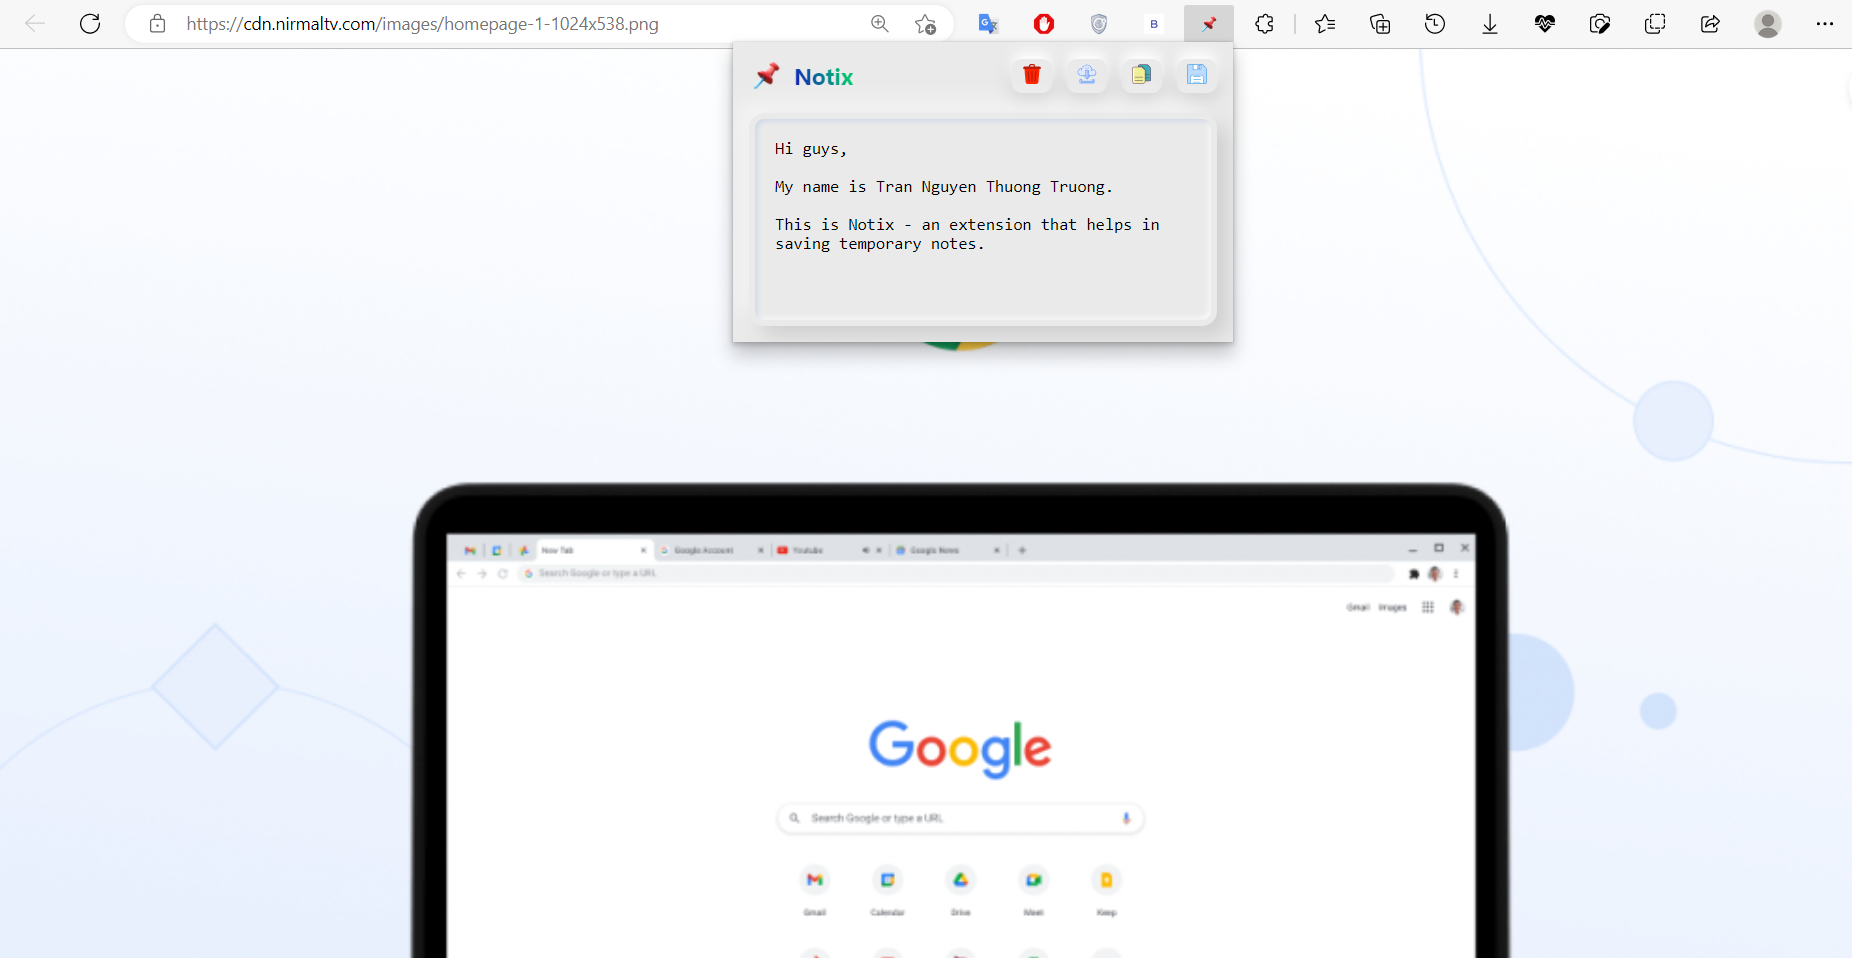 https://cdn.nirmaltv.com/images/homepage-1-1024x538.png
B
Notix
Hi guys,
My name is Tran Nguyen Thuong Truong.
This is Notix - an extension that helps in
saving temporary notes.
New Tab
Google Account
Youtube
Google News
Search Google or type a URL
Gmail Images
Google
Search Google or type a URL
Gmail Calendar Drive Meet Keep